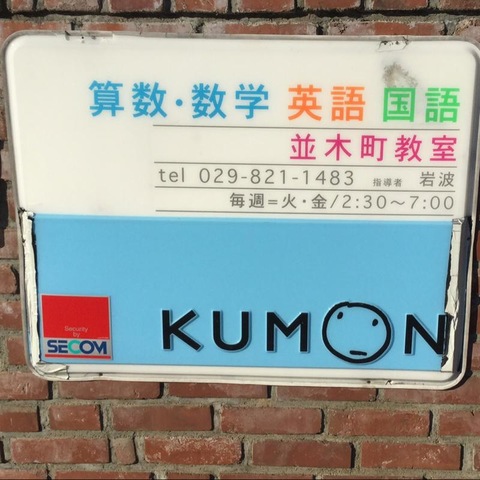 算数・数学 英語 国語
並木町教室
tel 029-821-1483 指導者 岩波
毎週=火・金/2:30〜7:00
Security by SECOM
KUMON